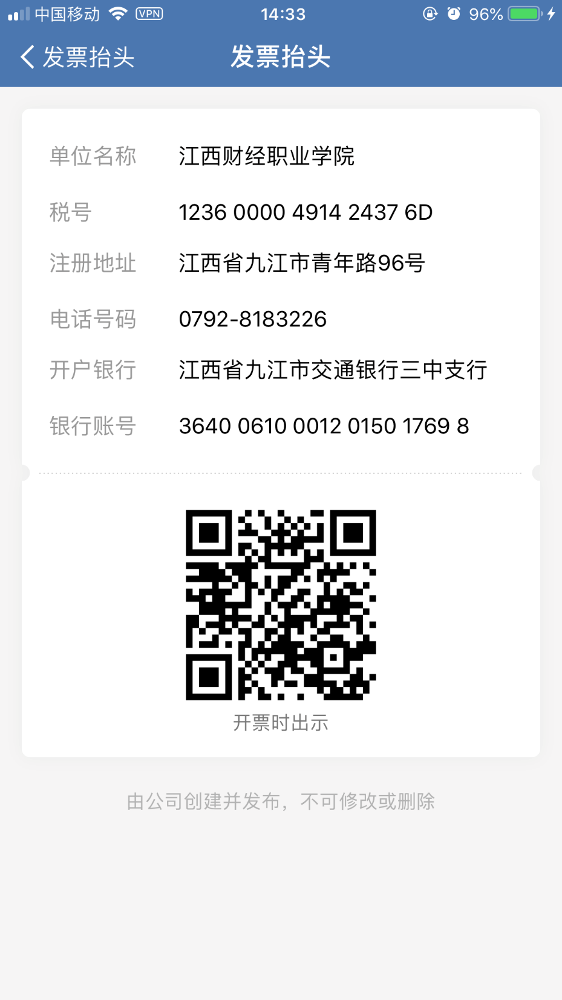 中国移动 VPN 14:33 96%
发票抬头 发票抬头
单位名称 江西财经职业学院
税号 1236 0000 4914 2437 6D
注册地址 江西省九江市青年路96号
电话号码 0792-8183226
开户银行 江西省九江市交通银行三中支行
银行账号 3640 0610 0012 0150 1769 8
开票时出示
由公司创建并发布，不可修改或删除